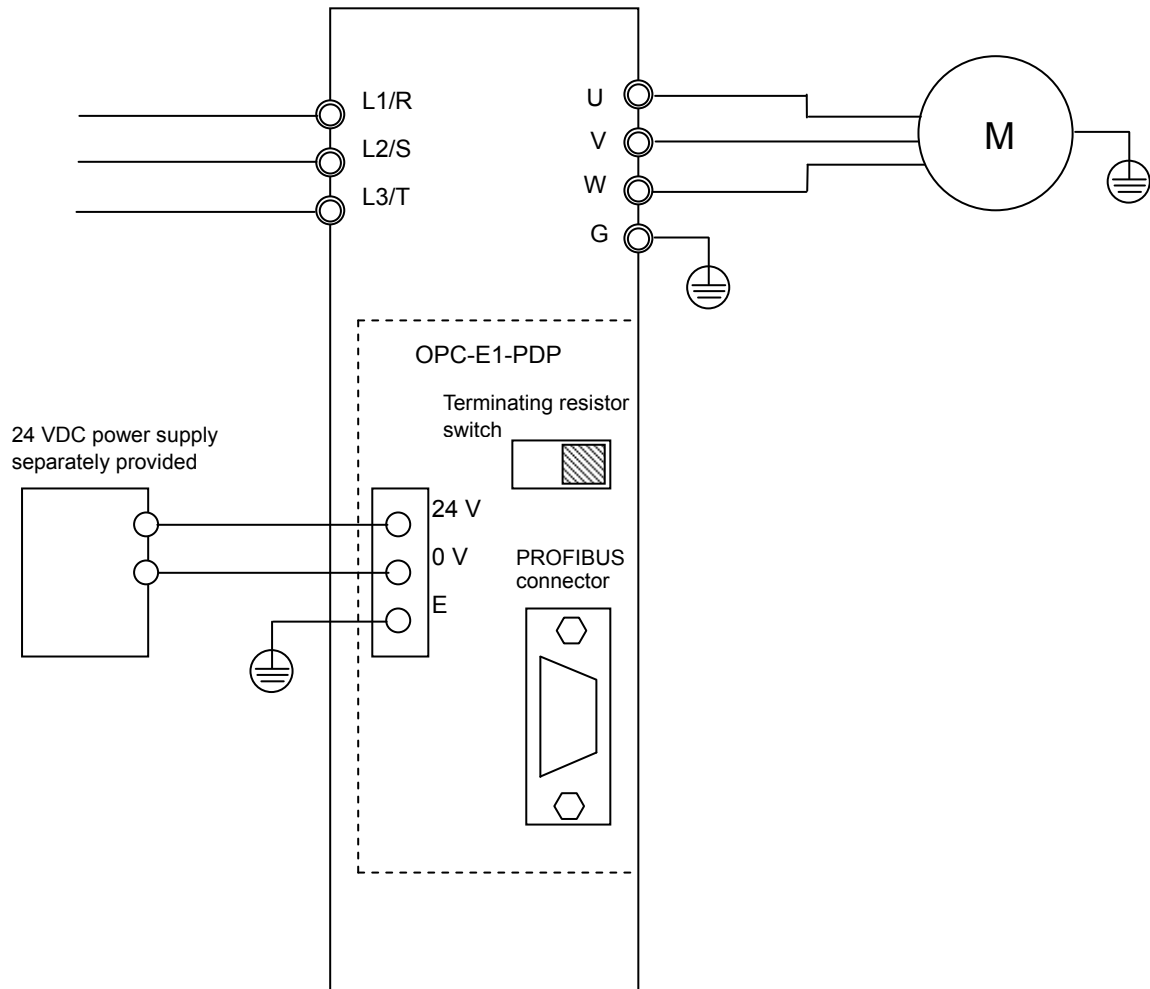 L1/R
L2/S
L3/T
U
V
W
G
M
OPC-E1-PDP
Terminating resistor
switch
24 VDC power supply
separately provided
24 V
0 V
E
PROFIBUS
connector